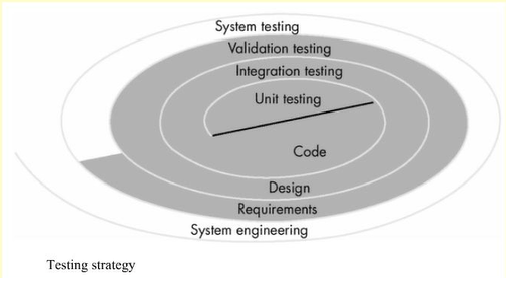 System testing
Validation testing
Integration testing
Unit testing
Code
Design
Requirements
System engineering
Testing strategy